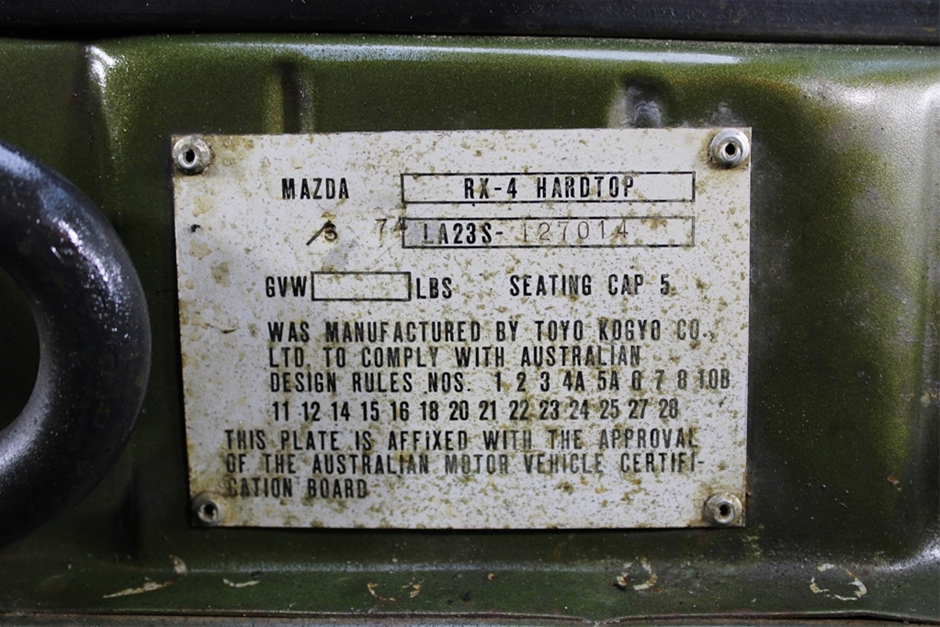 MAZDA RX-4 HARDTOP
5 74 LA23S-127014
GVW LBS SEATING CAP 5
WAS MANUFACTURED BY TOYO KOGYO CO.,
LTD. TO COMPLY WITH AUSTRALIAN
DESIGN RULES NOS. 1 2 3 4A 5A 6 7 8 10B
11 12 14 15 16 18 20 21 22 23 24 25 27 28
THIS PLATE IS AFFIXED WITH THE APPROVAL
OF THE AUSTRALIAN MOTOR VEHICLE CERTIFI-
CATION BOARD